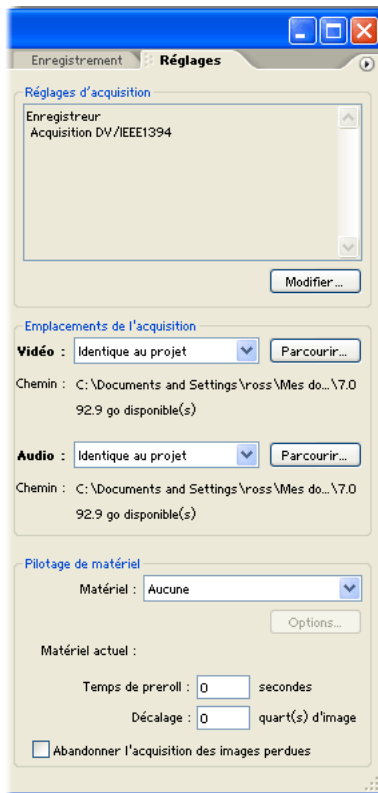 Enregistrement Réglages
Réglages d'acquisition
Enregistreur
Acquisition DV/IEEE1394
Modifier...
Emplacements de l'acquisition
Vidéo : Identique au projet Parcourir...
Chemin : C:\Documents and Settings\ross\Mes do...\7.0
92.9 go disponible(s)
Audio : Identique au projet Parcourir...
Chemin : C:\Documents and Settings\ross\Mes do...\7.0
92.9 go disponible(s)
Pilotage de matériel
Matériel : Aucune
Options...
Matériel actuel :
Temps de preroll : 0 secondes
Décalage : 0 quart(s) d'image
Abandonner l'acquisition des images perdues